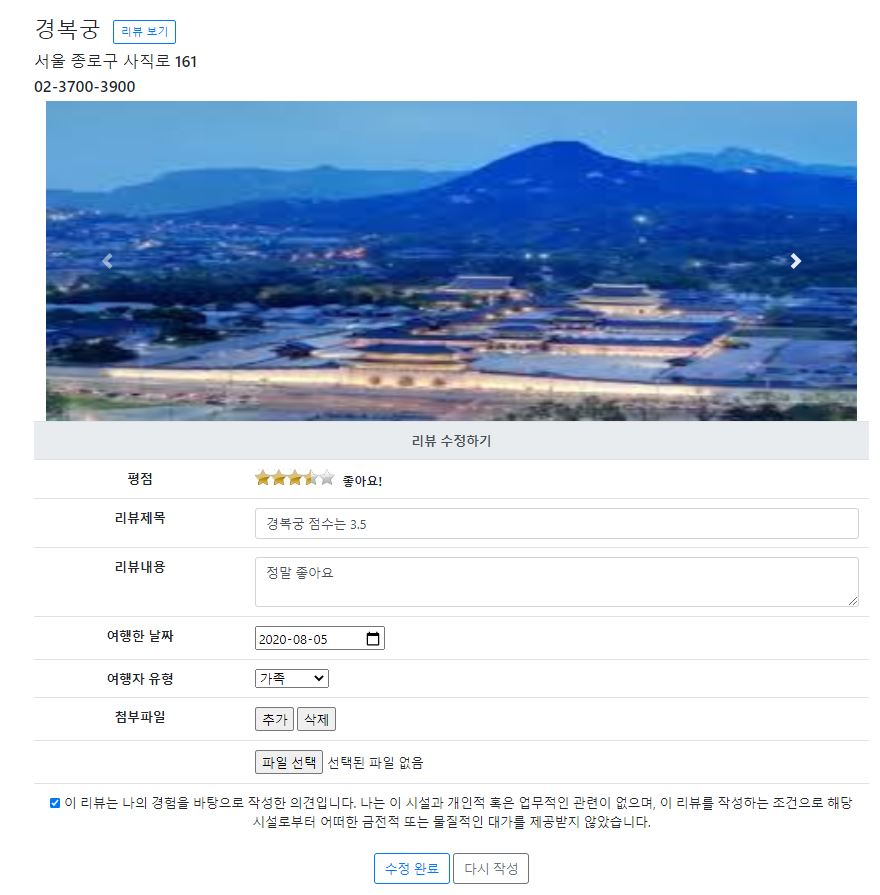 경복궁 리뷰 보기
서울 종로구 사직로 161
02-3700-3900
리뷰 수정하기
평점 좋아요!
리뷰제목 경복궁 점수는 3.5
리뷰내용 정말 좋아요
여행한 날짜 2020-08-05
여행자 유형 가족
첨부파일 추가 삭제
파일 선택 선택된 파일 없음
이 리뷰는 나의 경험을 바탕으로 작성한 의견입니다. 나는 이 시설과 개인적 혹은 업무적인 관련이 없으며, 이 리뷰를 작성하는 조건으로 해당
시설로부터 어떠한 금전적 또는 물질적인 대가를 제공받지 않았습니다.
수정 완료 다시 작성